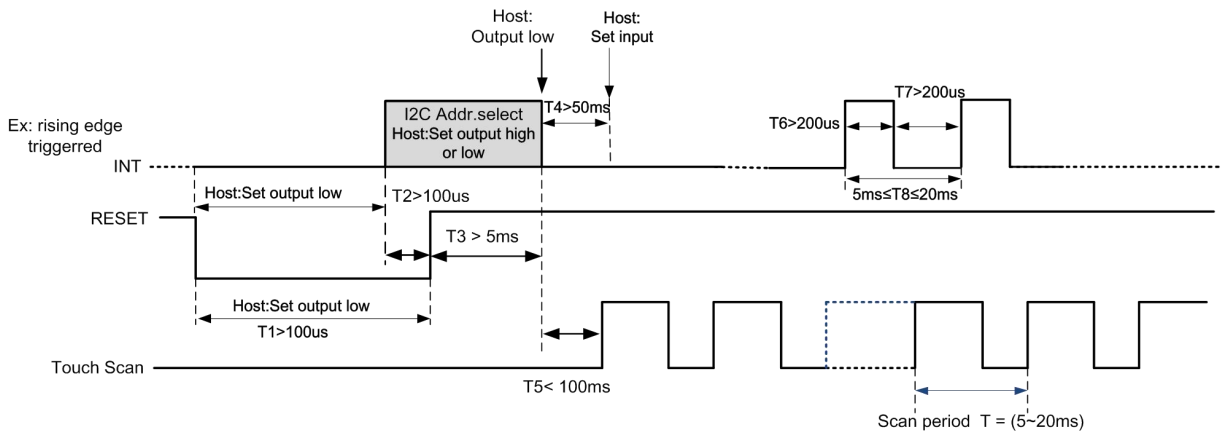 Host:
Output low
Host:
Set input
Ex: rising edge
triggerred
INT
I2C Addr.select
Host:Set output high
or low
T4>50ms
T7>200us
T6>200us
5ms≤T8≤20ms
Host:Set output low
T2>100us
RESET
T3 > 5ms
Host:Set output low
T1>100us
Touch Scan
T5< 100ms
Scan period T = (5~20ms)